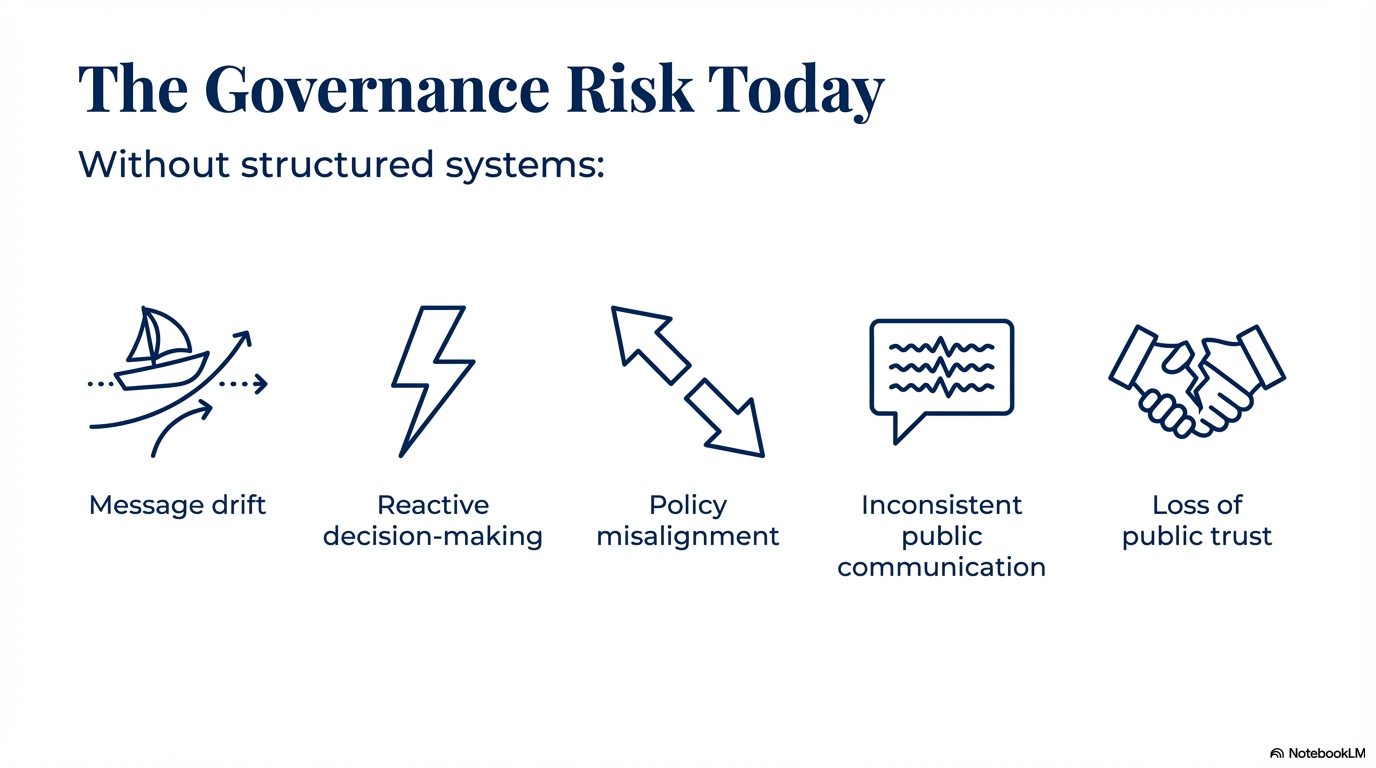 The Governance Risk Today
Without structured systems:
Message drift
Reactive
decision-making
Policy
misalignment
Inconsistent
public
communication
Loss of
public trust
NotebookLM